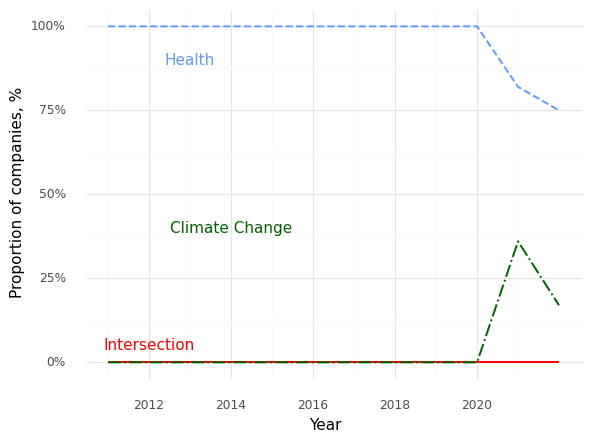 100%
Health
75%
Proportion of companies, %
50%
Climate Change
25%
Intersection
0%
2012 2014 2016 2018 2020
Year